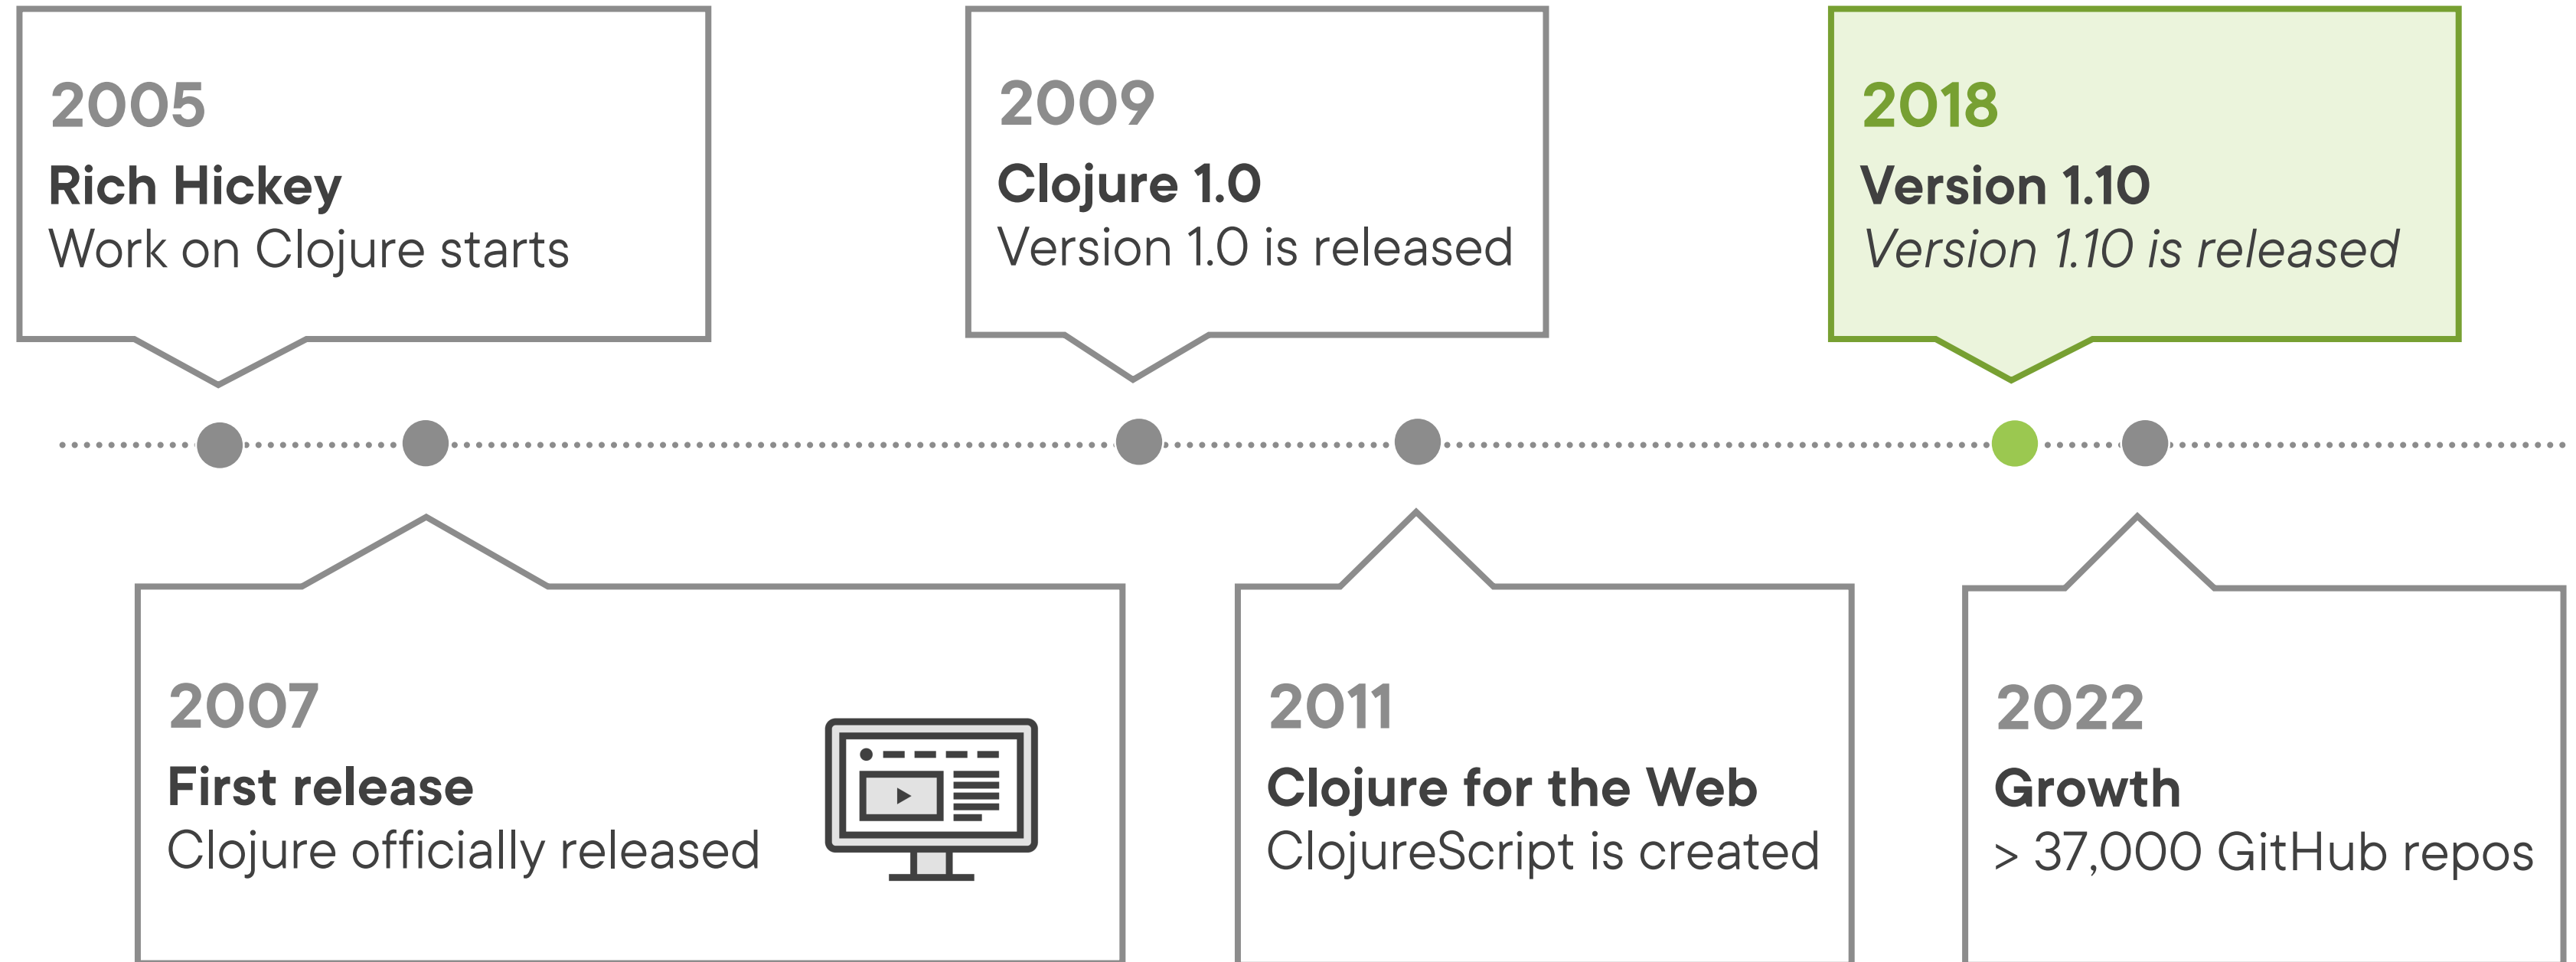 2005
Rich Hickey
Work on Clojure starts
2007
First release
Clojure officially released
2009
Clojure 1.0
Version 1.0 is released
2011
Clojure for the Web
ClojureScript is created
2018
Version 1.10
Version 1.10 is released
2022
Growth
> 37,000 GitHub repos